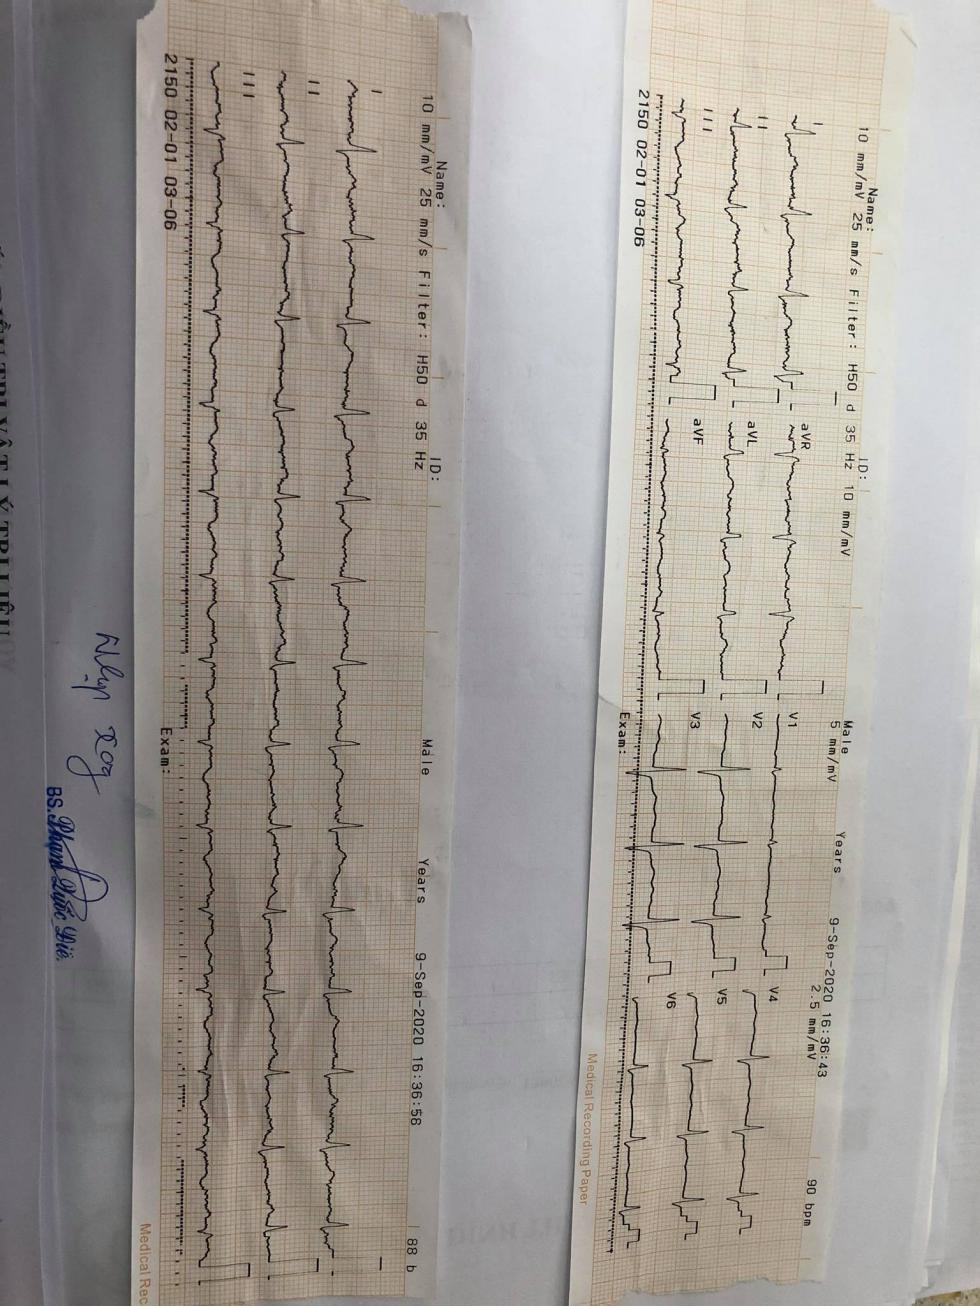 Name: ID: Male Years 9-Sep-2020 16:36:43 90 bpm
10 mm/mV 25 mm/s Filter: H50 d 35 Hz 10 mm/mV 5 mm/mV 2.5 mm/mV
I aVR V1 V4
II aVL V2 V5
III aVF V3 V6
2150 02-01 03-06 Exam:
Medical Recording Paper
Name: ID: Male Years 9-Sep-2020 16:36:58 88 b
10 mm/mV 25 mm/s Filter: H50 d 35 Hz
I
II
III
2150 02-01 03-06 Exam:
Medical Rec
BS.